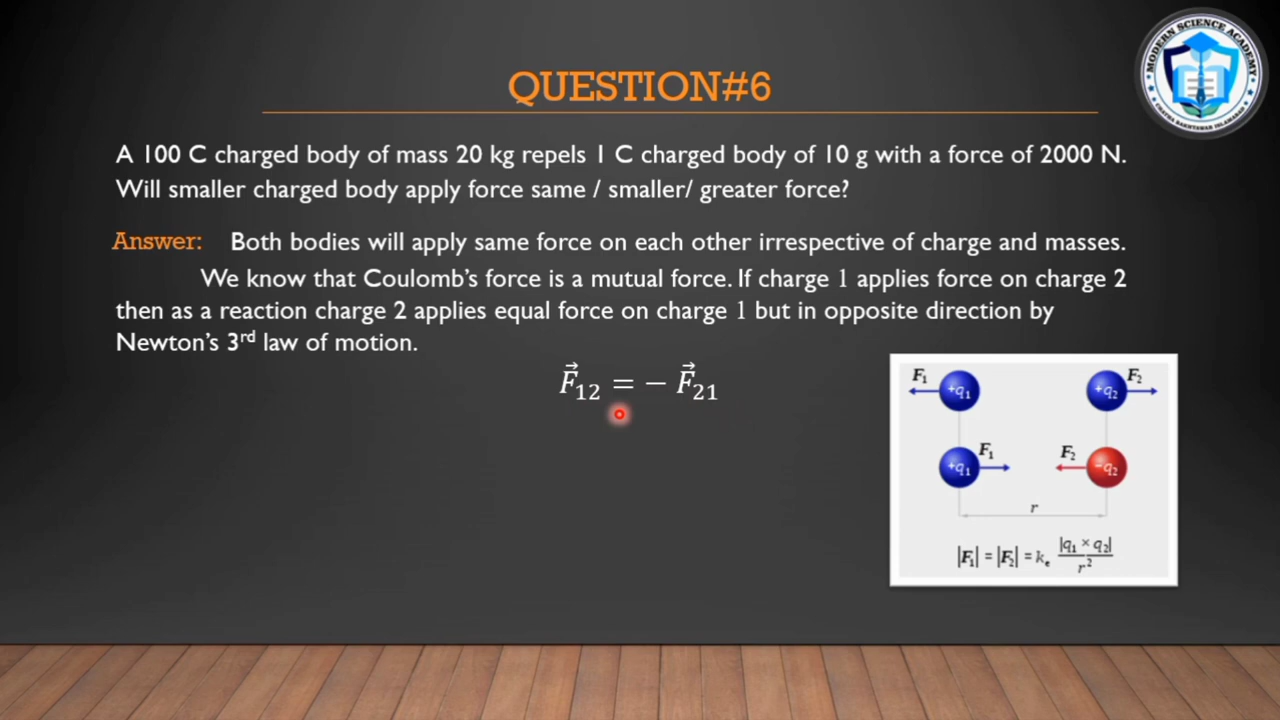 MODERN SCIENCE ACADEMY
QUESTION#6
A 100 C charged body of mass 20 kg repels 1 C charged body of 10 g with a force of 2000 N.
Will smaller charged body apply force same / smaller/ greater force?
Answer: Both bodies will apply same force on each other irrespective of charge and masses.
We know that Coulomb's force is a mutual force. If charge 1 applies force on charge 2
then as a reaction charge 2 applies equal force on charge 1 but in opposite direction by
Newton's 3rd law of motion.
F⃗₁₂ = − F⃗₂₁
F₁ +q₁ +q₂ F₂
+q₁ F₁ F₂ -q₂
r
|F₁| = |F₂| = kₑ |q₁ × q₂| / r²